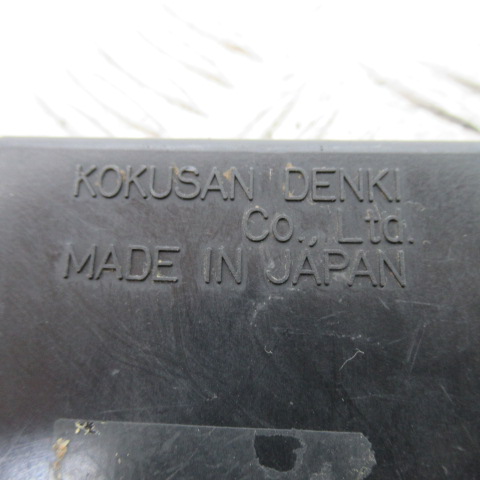 KOKUSAN DENKI
Co., Ltd.
MADE IN JAPAN